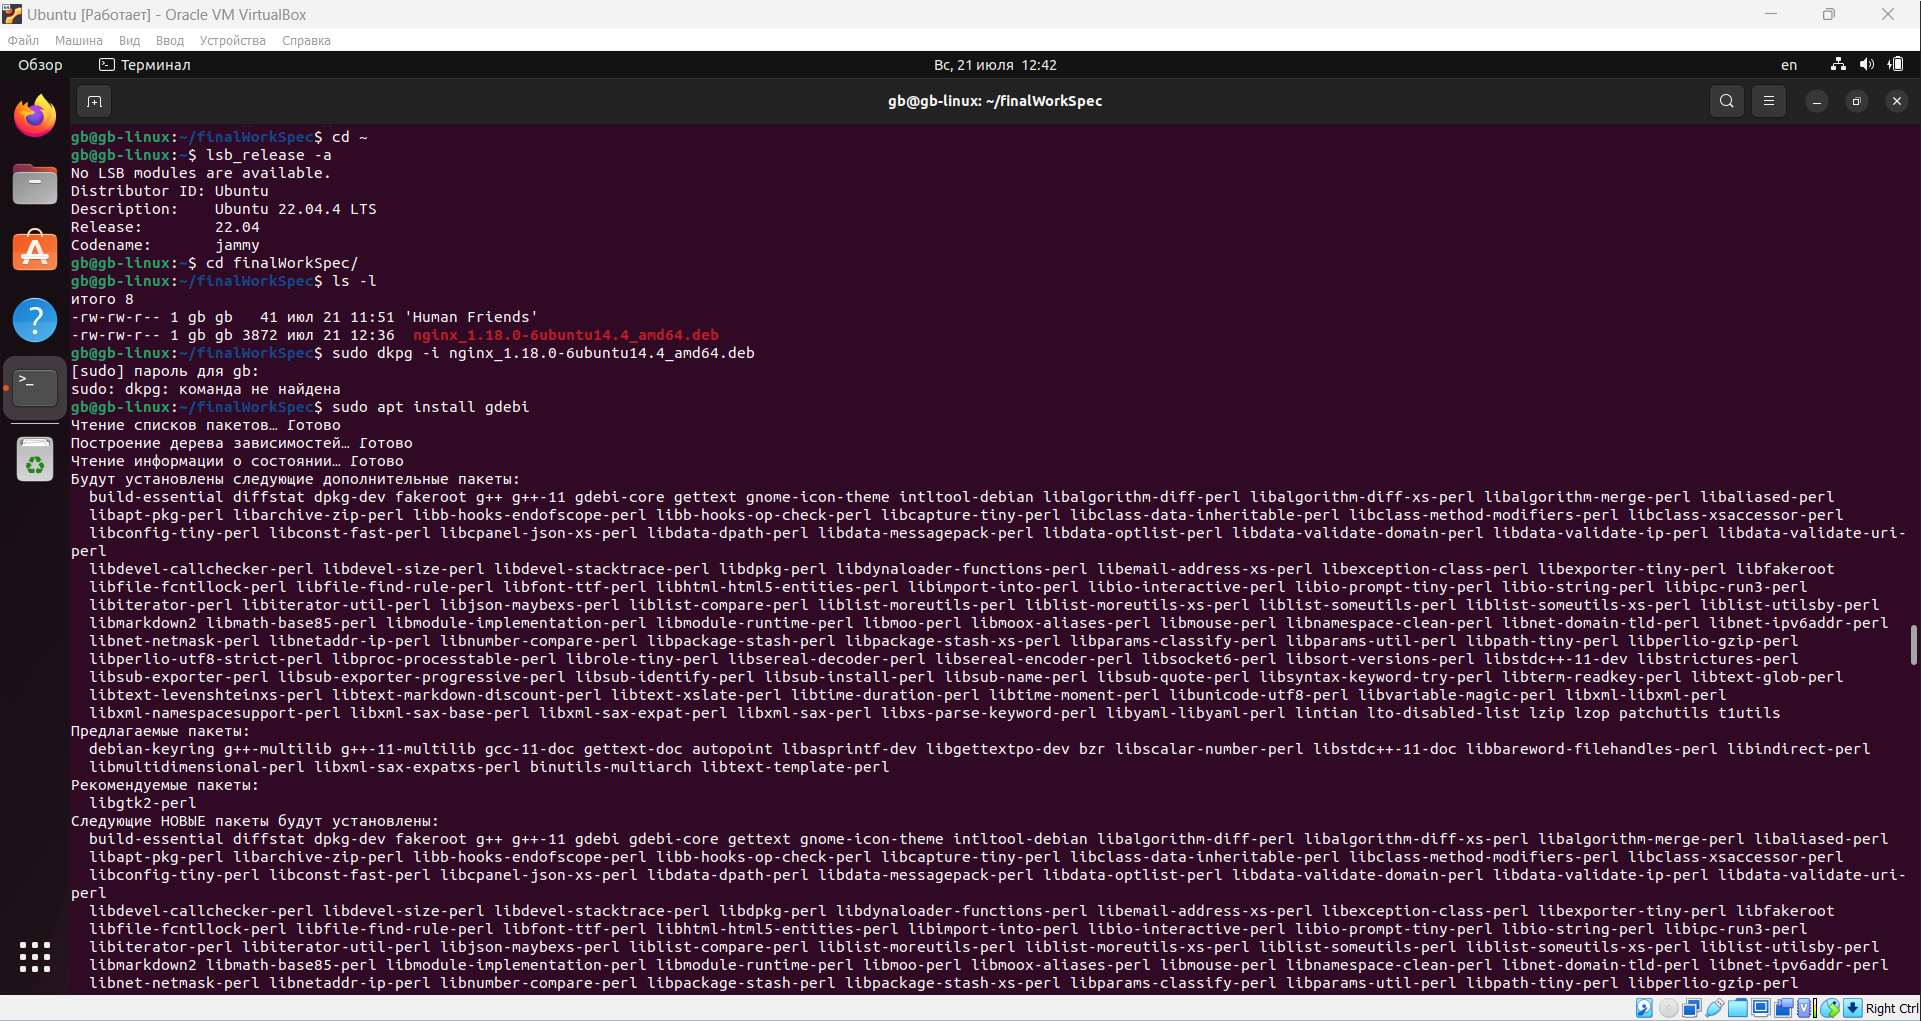 Ubuntu [Работает] - Oracle VM VirtualBox
Файл Машина Вид Ввод Устройства Справка
Обзор Терминал Вс, 21 июля 12:42 en
gb@gb-linux: ~/finalWorkSpec
gb@gb-linux:~/finalWorkSpec$ cd ~
gb@gb-linux:~$ lsb_release -a
No LSB modules are available.
Distributor ID: Ubuntu
Description:    Ubuntu 22.04.4 LTS
Release:        22.04
Codename:       jammy
gb@gb-linux:~$ cd finalWorkSpec/
gb@gb-linux:~/finalWorkSpec$ ls -l
итого 8
-rw-rw-r-- 1 gb gb   41 июл 21 11:51 'Human Friends'
-rw-rw-r-- 1 gb gb 3872 июл 21 12:36  nginx_1.18.0-6ubuntu14.4_amd64.deb
gb@gb-linux:~/finalWorkSpec$ sudo dkpg -i nginx_1.18.0-6ubuntu14.4_amd64.deb
[sudo] пароль для gb:
sudo: dkpg: команда не найдена
gb@gb-linux:~/finalWorkSpec$ sudo apt install gdebi
Чтение списков пакетов… Готово
Построение дерева зависимостей… Готово
Чтение информации о состоянии… Готово
Будут установлены следующие дополнительные пакеты:
  build-essential diffstat dpkg-dev fakeroot g++ g++-11 gdebi-core gettext gnome-icon-theme intltool-debian libalgorithm-diff-perl libalgorithm-diff-xs-perl libalgorithm-merge-perl libaliased-perl
  libapt-pkg-perl libarchive-zip-perl libb-hooks-endofscope-perl libb-hooks-op-check-perl libcapture-tiny-perl libclass-data-inheritable-perl libclass-method-modifiers-perl libclass-xsaccessor-perl
  libconfig-tiny-perl libconst-fast-perl libcpanel-json-xs-perl libdata-dpath-perl libdata-messagepack-perl libdata-optlist-perl libdata-validate-domain-perl libdata-validate-ip-perl libdata-validate-uri-
perl
  libdevel-callchecker-perl libdevel-size-perl libdevel-stacktrace-perl libdpkg-perl libdynaloader-functions-perl libemail-address-xs-perl libexception-class-perl libexporter-tiny-perl libfakeroot
  libfile-fcntllock-perl libfile-find-rule-perl libfont-ttf-perl libhtml-html5-entities-perl libimport-into-perl libio-interactive-perl libio-prompt-tiny-perl libio-string-perl libipc-run3-perl
  libiterator-perl libiterator-util-perl libjson-maybexs-perl liblist-compare-perl liblist-moreutils-perl liblist-moreutils-xs-perl liblist-someutils-perl liblist-someutils-xs-perl liblist-utilsby-perl
  libmarkdown2 libmath-base85-perl libmodule-implementation-perl libmodule-runtime-perl libmoo-perl libmoox-aliases-perl libmouse-perl libnamespace-clean-perl libnet-domain-tld-perl libnet-ipv6addr-perl
  libnet-netmask-perl libnetaddr-ip-perl libnumber-compare-perl libpackage-stash-perl libpackage-stash-xs-perl libparams-classify-perl libparams-util-perl libpath-tiny-perl libperlio-gzip-perl
  libperlio-utf8-strict-perl libproc-processtable-perl librole-tiny-perl libsereal-decoder-perl libsereal-encoder-perl libsocket6-perl libsort-versions-perl libstdc++-11-dev libstrictures-perl
  libsub-exporter-perl libsub-exporter-progressive-perl libsub-identify-perl libsub-install-perl libsub-name-perl libsub-quote-perl libsyntax-keyword-try-perl libterm-readkey-perl libtext-glob-perl
  libtext-levenshteinxs-perl libtext-markdown-discount-perl libtext-xslate-perl libtime-duration-perl libtime-moment-perl libunicode-utf8-perl libvariable-magic-perl libxml-libxml-perl
  libxml-namespacesupport-perl libxml-sax-base-perl libxml-sax-expat-perl libxml-sax-perl libxs-parse-keyword-perl libyaml-libyaml-perl lintian lto-disabled-list lzip lzop patchutils t1utils
Предлагаемые пакеты:
  debian-keyring g++-multilib g++-11-multilib gcc-11-doc gettext-doc autopoint libasprintf-dev libgettextpo-dev bzr libscalar-number-perl libstdc++-11-doc libbareword-filehandles-perl libindirect-perl
  libmultidimensional-perl libxml-sax-expatxs-perl binutils-multiarch libtext-template-perl
Рекомендуемые пакеты:
  libgtk2-perl
Следующие НОВЫЕ пакеты будут установлены:
  build-essential diffstat dpkg-dev fakeroot g++ g++-11 gdebi gdebi-core gettext gnome-icon-theme intltool-debian libalgorithm-diff-perl libalgorithm-diff-xs-perl libalgorithm-merge-perl libaliased-perl
  libapt-pkg-perl libarchive-zip-perl libb-hooks-endofscope-perl libb-hooks-op-check-perl libcapture-tiny-perl libclass-data-inheritable-perl libclass-method-modifiers-perl libclass-xsaccessor-perl
  libconfig-tiny-perl libconst-fast-perl libcpanel-json-xs-perl libdata-dpath-perl libdata-messagepack-perl libdata-optlist-perl libdata-validate-domain-perl libdata-validate-ip-perl libdata-validate-uri-
perl
  libdevel-callchecker-perl libdevel-size-perl libdevel-stacktrace-perl libdpkg-perl libdynaloader-functions-perl libemail-address-xs-perl libexception-class-perl libexporter-tiny-perl libfakeroot
  libfile-fcntllock-perl libfile-find-rule-perl libfont-ttf-perl libhtml-html5-entities-perl libimport-into-perl libio-interactive-perl libio-prompt-tiny-perl libio-string-perl libipc-run3-perl
  libiterator-perl libiterator-util-perl libjson-maybexs-perl liblist-compare-perl liblist-moreutils-perl liblist-moreutils-xs-perl liblist-someutils-perl liblist-someutils-xs-perl liblist-utilsby-perl
  libmarkdown2 libmath-base85-perl libmodule-implementation-perl libmodule-runtime-perl libmoo-perl libmoox-aliases-perl libmouse-perl libnamespace-clean-perl libnet-domain-tld-perl libnet-ipv6addr-perl
  libnet-netmask-perl libnetaddr-ip-perl libnumber-compare-perl libpackage-stash-perl libpackage-stash-xs-perl libparams-classify-perl libparams-util-perl libpath-tiny-perl libperlio-gzip-perl
Right Ctrl